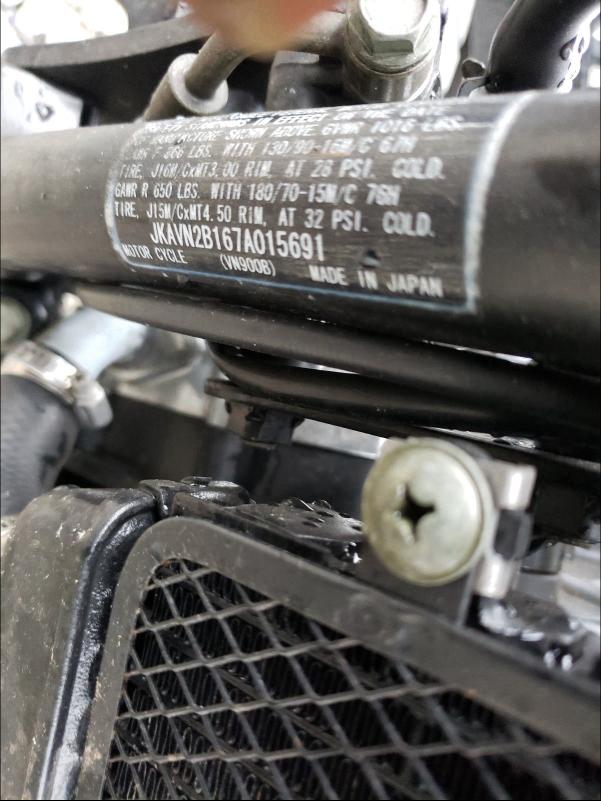 IN EFFECT ON THE DATE
MANUFACTURE SHOWN ABOVE. GVWR 1016 LBS.
F 366 LBS. WITH 130/90-16M/C 67H
TIRE, J16M/CxMT3.00 RIM, AT 28 PSI. COLD.
GAWR R 650 LBS. WITH 180/70-15M/C 76H
TIRE, J15M/CxMT4.50 RIM, AT 32 PSI. COLD.
JKAVN2B167A015691
MOTOR CYCLE (VN900B) MADE IN JAPAN